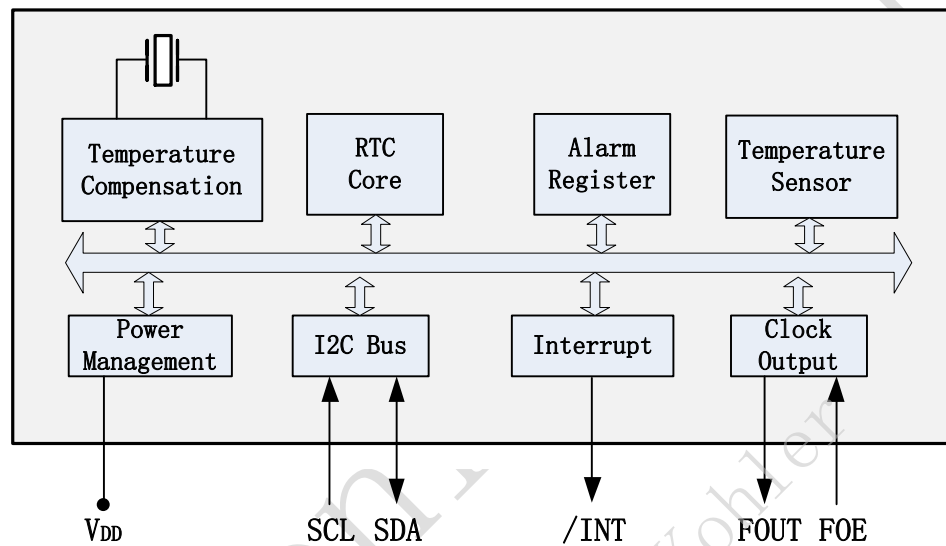 Temperature
Compensation
RTC
Core
Alarm
Register
Temperature
Sensor
Power
Management
I2C Bus
Interrupt
Clock
Output
VDD
SCL SDA
/INT
FOUT FOE
Kohler